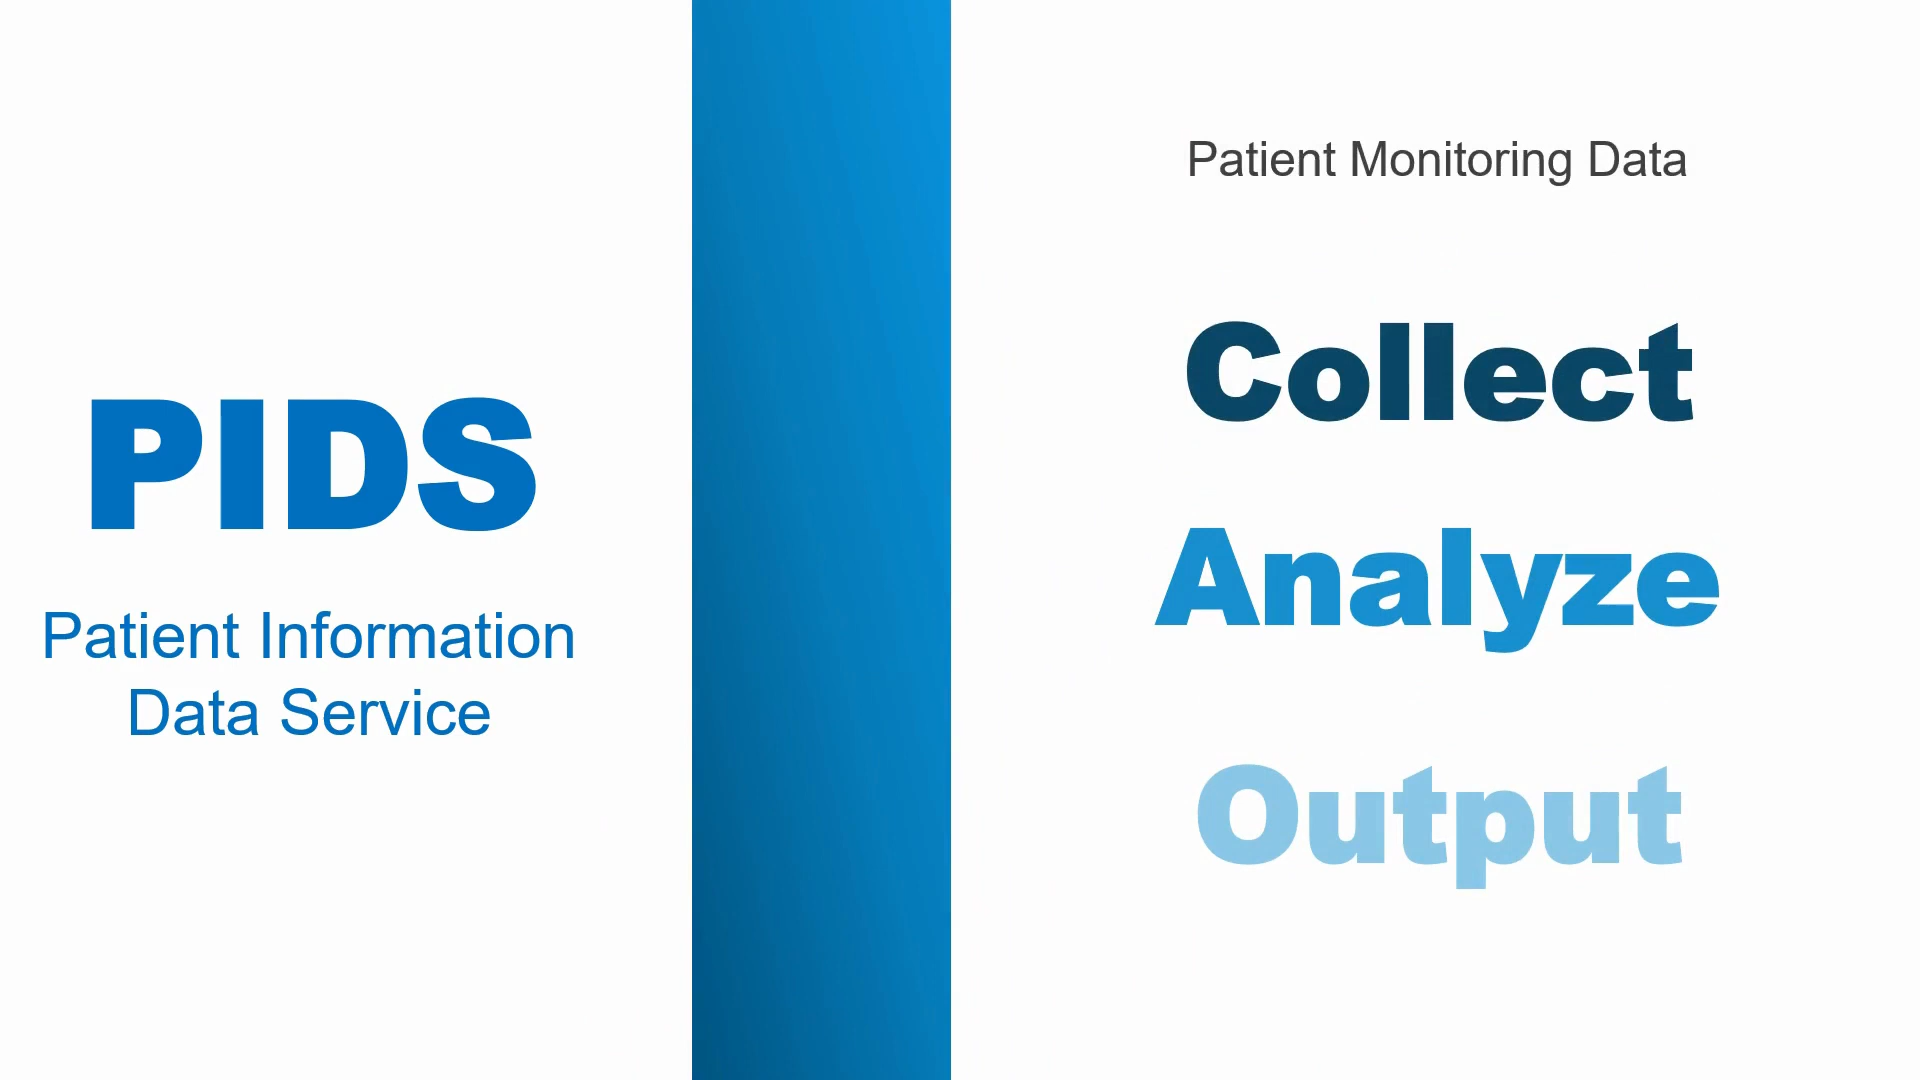 PIDS
Patient Information
Data Service
Patient Monitoring Data
Collect
Analyze
Output